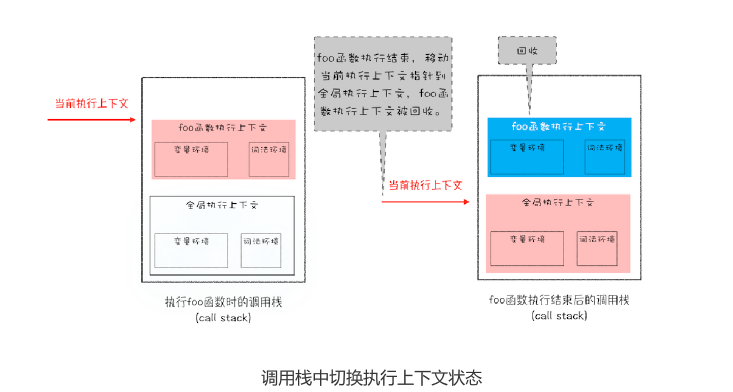 当前执行上下文
foo函数执行上下文
变量环境
词法环境
全局执行上下文
变量环境
词法环境
执行foo函数时的调用栈
(call stack)
foo函数执行结束，移动
当前执行上下文指针到
全局执行上下文，foo函
数执行上下文被回收。
当前执行上下文
回收
foo函数执行上下文
变量环境
词法环境
全局执行上下文
变量环境
词法环境
foo函数执行结束后的调用栈
(call stack)
调用栈中切换执行上下文状态